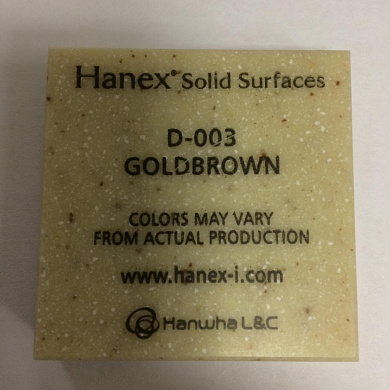 Hanex® Solid Surfaces
D-003
GOLDBROWN
COLORS MAY VARY
FROM ACTUAL PRODUCTION
www.hanex-i.com
Hanwha L&C